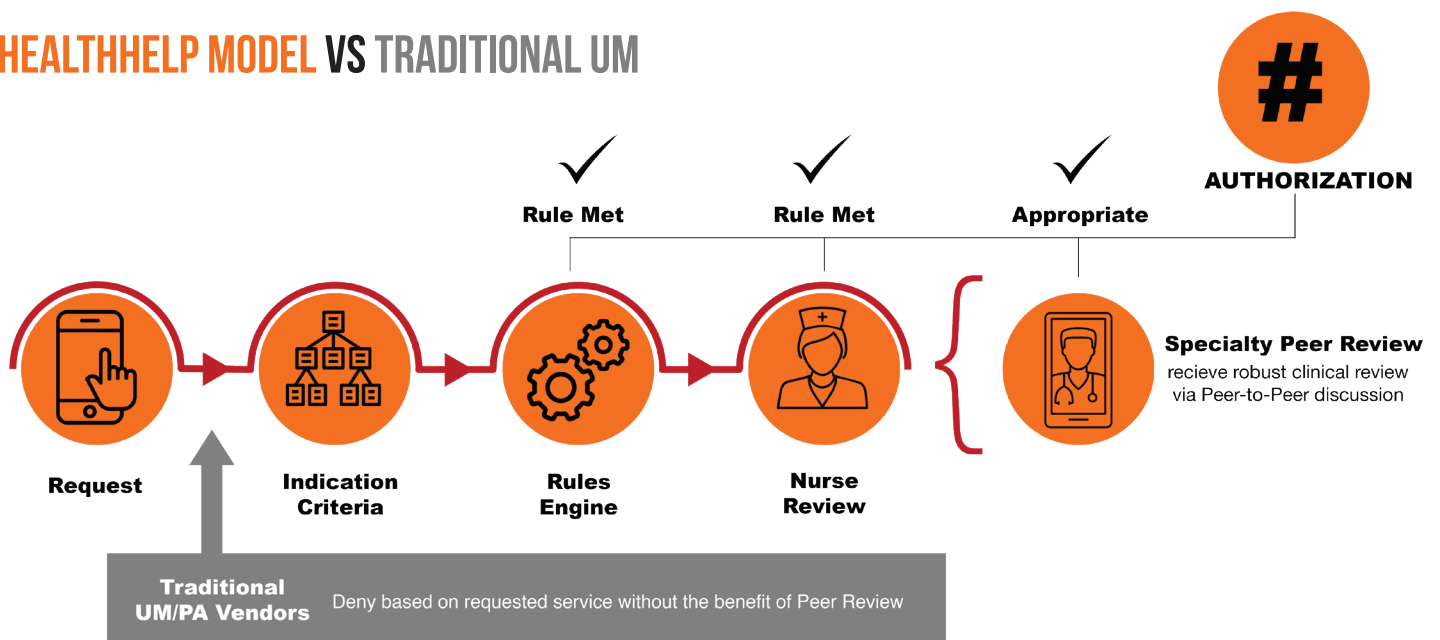 HEALTHHELP MODEL VS TRADITIONAL UM
#
AUTHORIZATION
Rule Met
Rule Met
Appropriate
Specialty Peer Review
recieve robust clinical review
via Peer-to-Peer discussion
Request
Indication
Criteria
Rules
Engine
Nurse
Review
Traditional
UM/PA Vendors
Deny based on requested service without the benefit of Peer Review